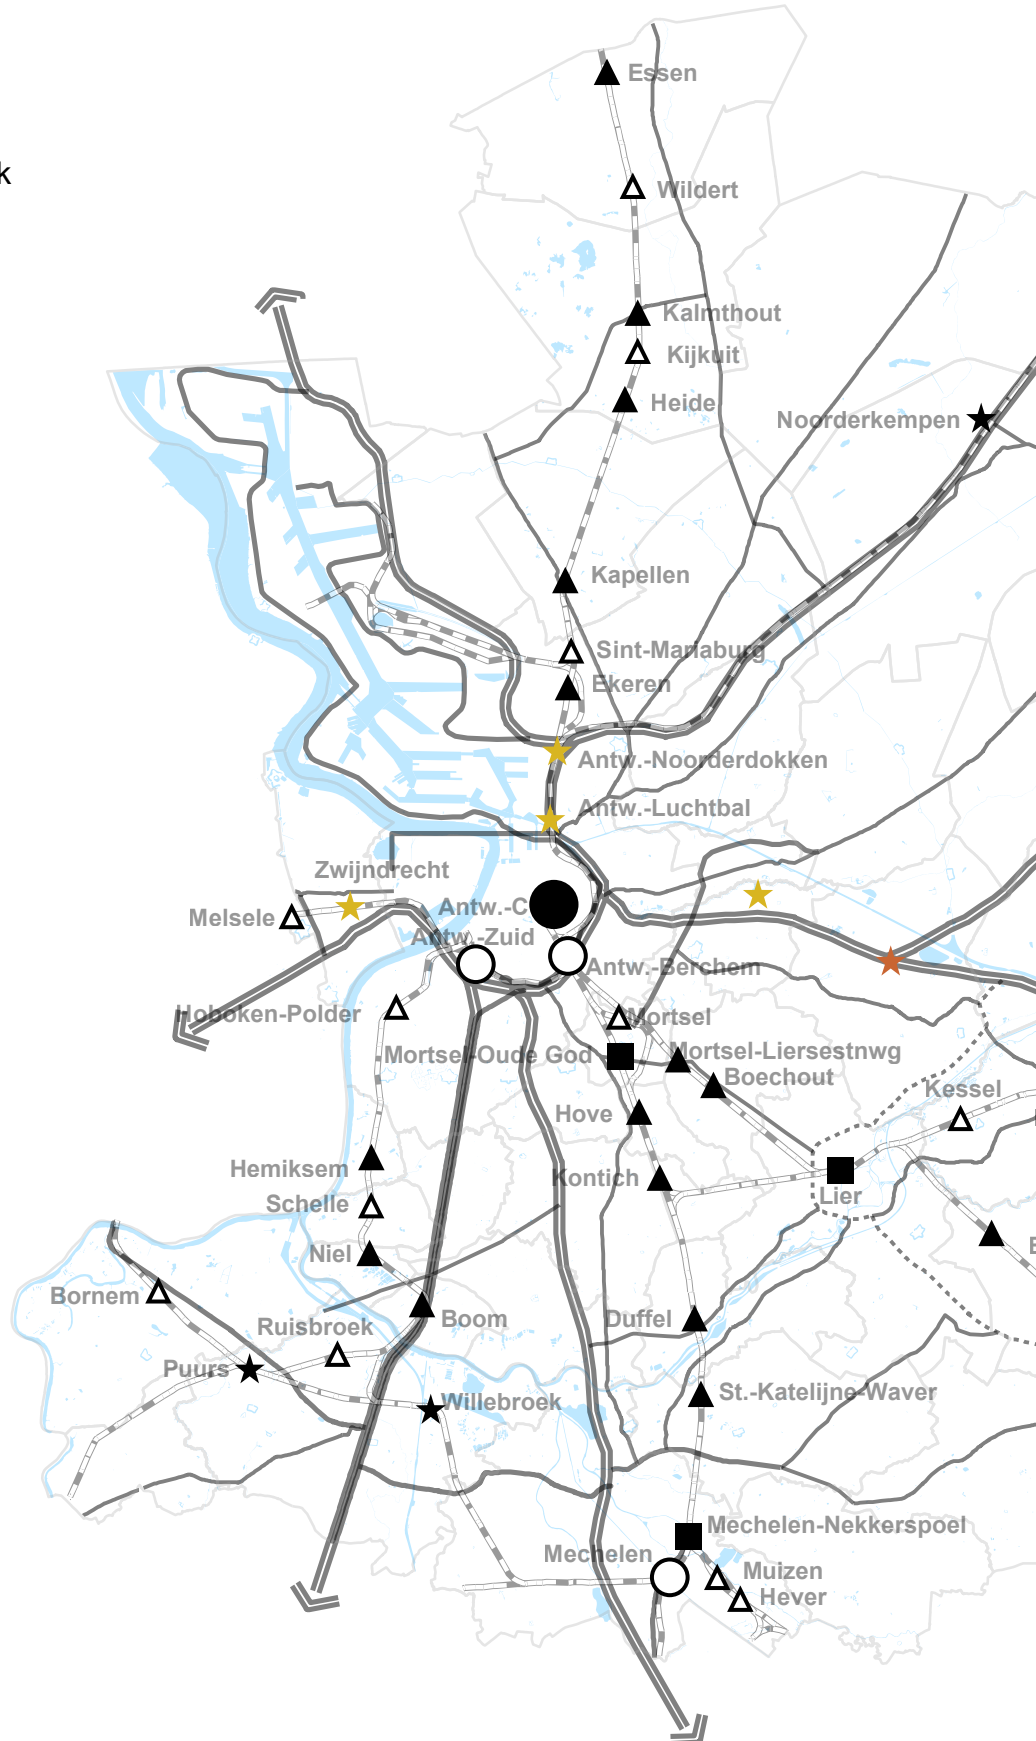 Essen
k
Wildert
Kalmthout
Kijkuit
Heide
Noorderkempen
Kapellen
Sint-Mariaburg
Ekeren
Antw.-Noorderdokken
Antw.-Luchtbal
Zwijndrecht
Antw.-C
Melsele
Antw.-Zuid
Antw.-Berchem
Hoboken-Polder
Mortsel
Mortsel-Oude God
Mortsel-Liersestnwg
Boechout
Kessel
Hove
Hemiksem
Kontich
Lier
Schelle
Niel
Bornem
Boom
Duffel
Ruisbroek
Puurs
St.-Katelijne-Waver
Willebroek
Mechelen-Nekkerspoel
Mechelen
Muizen
Hever